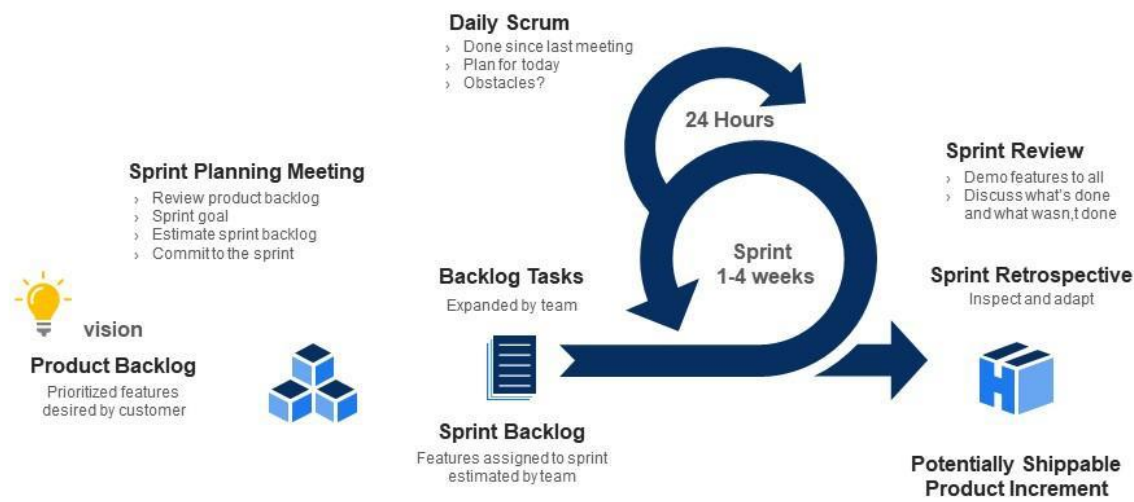 Daily Scrum
› Done since last meeting
› Plan for today
› Obstacles?
24 Hours
Sprint Planning Meeting
› Review product backlog
› Sprint goal
› Estimate sprint backlog
› Commit to the sprint
Sprint Review
› Demo features to all
› Discuss what's done
and what wasn,t done
Sprint
1-4 weeks
Backlog Tasks
Expanded by team
Sprint Retrospective
Inspect and adapt
vision
Product Backlog
Prioritized features
desired by customer
Sprint Backlog
Features assigned to sprint
estimated by team
Potentially Shippable
Product Increment